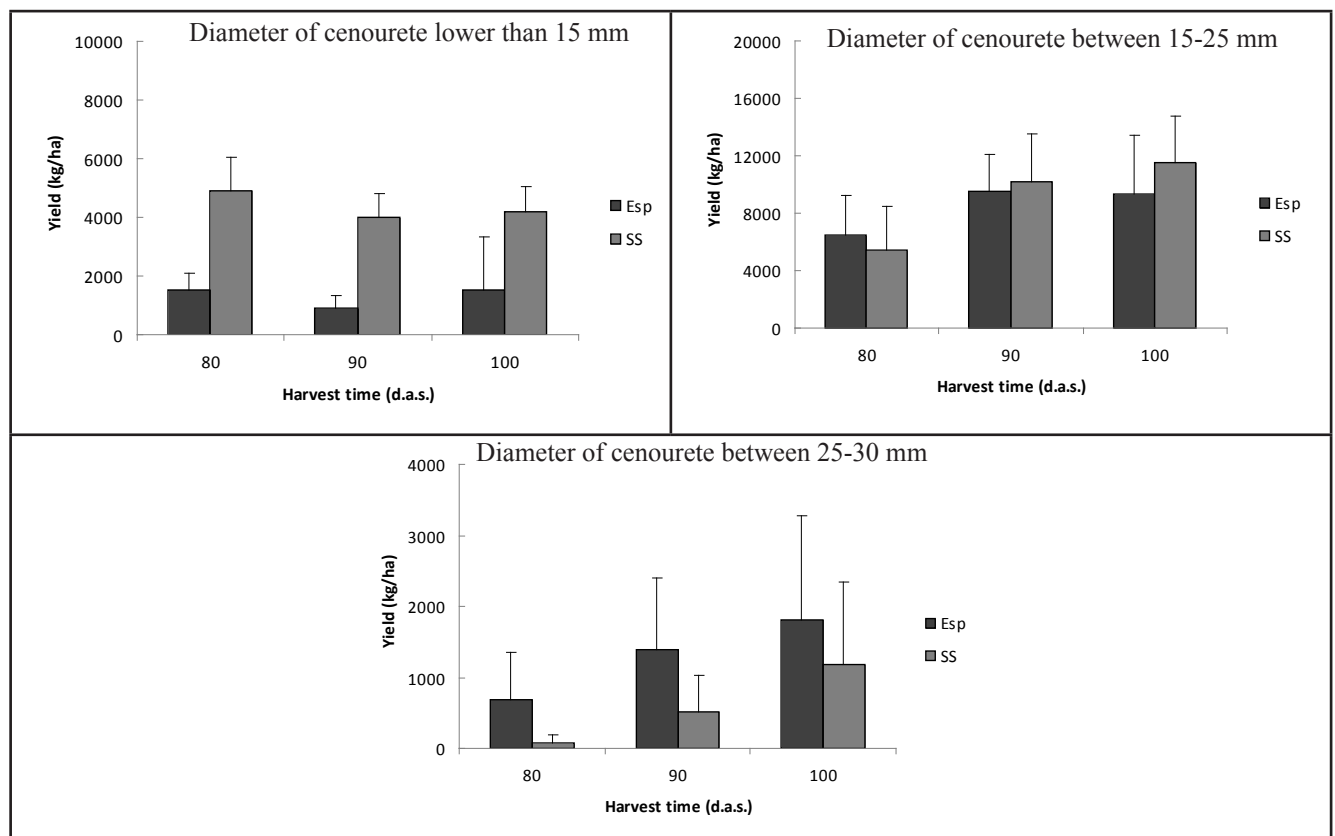 Diameter of cenourete lower than 15 mm
10000
8000
6000
4000
2000
0
Yield (kg/ha)
80 90 100
Harvest time (d.a.s.)
Esp
SS
Diameter of cenourete between 15-25 mm
20000
16000
12000
8000
4000
0
Yield (kg/ha)
80 90 100
Harvest time (d.a.s.)
Esp
SS
Diameter of cenourete between 25-30 mm
4000
3000
2000
1000
0
Yield (kg/ha)
80 90 100
Harvest time (d.a.s.)
Esp
SS